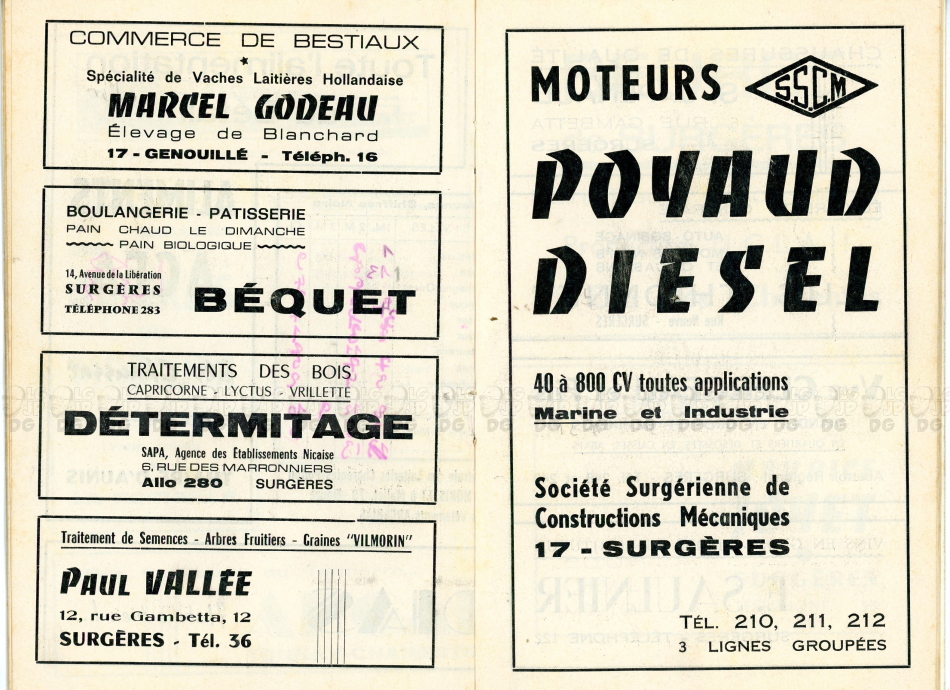 COMMERCE DE BESTIAUX
Spécialité de Vaches Laitières Hollandaise
MARCEL GODEAU
Élevage de Blanchard
17 - GENOUILLÉ - Téléph. 16
BOULANGERIE - PATISSERIE
PAIN CHAUD LE DIMANCHE
PAIN BIOLOGIQUE
14, Avenue de la Libération
SURGÈRES
TÉLÉPHONE 283
BÉQUET
TRAITEMENTS DES BOIS
CAPRICORNE - LYCTUS - VRILLETTE
DÉTERMITAGE
SAPA, Agence des Établissements Nicaise
6, RUE DES MARRONNIERS
Allo 280 SURGÈRES
Traitement de Semences - Arbres Fruitiers - Graines "VILMORIN"
PAUL VALLÉE
12, rue Gambetta, 12
SURGÈRES - Tél. 36
MOTEURS S.S.C.M
POYAUD
DIESEL
40 à 800 CV toutes applications
Marine et Industrie
Société Surgérienne de
Constructions Mécaniques
17 - SURGÈRES
TÉL. 210, 211, 212
3 LIGNES GROUPÉES